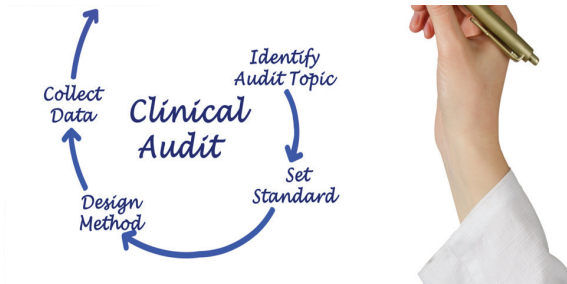 Identify
Audit Topic
Collect
Data
Clinical
Audit
Set
Standard
Design
Method